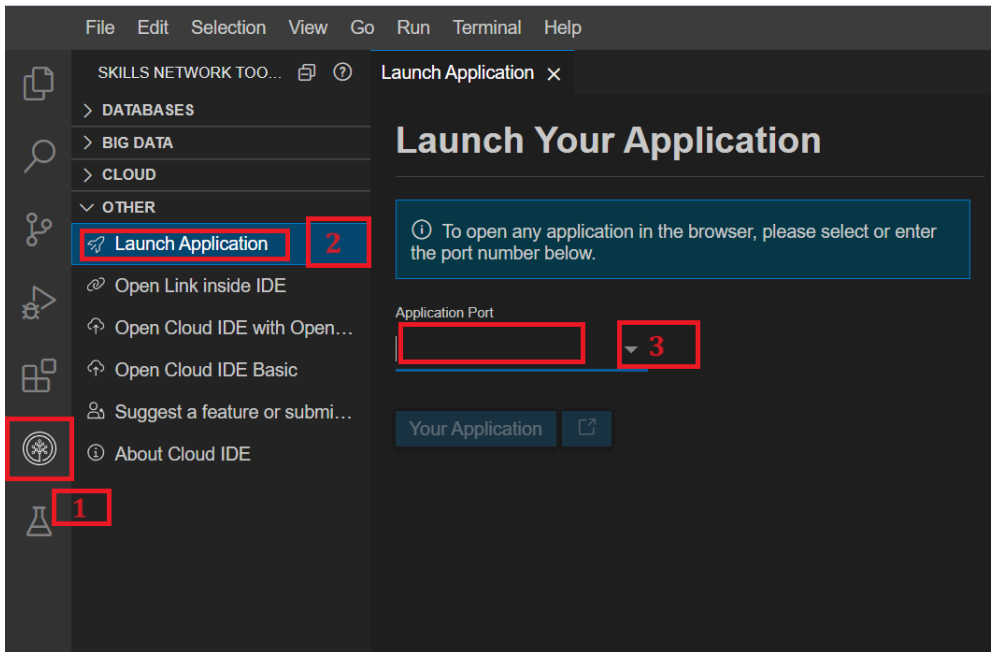 File Edit Selection View Go Run Terminal Help
SKILLS NETWORK TOO...
Launch Application
DATABASES
BIG DATA
CLOUD
OTHER
Launch Application 2
Open Link inside IDE
Open Cloud IDE with Open...
Open Cloud IDE Basic
Suggest a feature or submi...
About Cloud IDE
1
Launch Your Application
To open any application in the browser, please select or enter
the port number below.
Application Port
3
Your Application